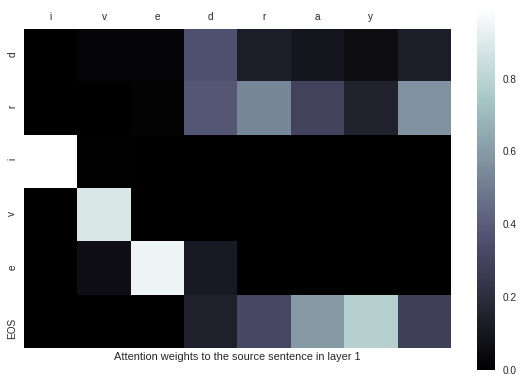 i v e d r a y
d
r
i
v
e
EOS
0.8
0.6
0.4
0.2
0.0
Attention weights to the source sentence in layer 1